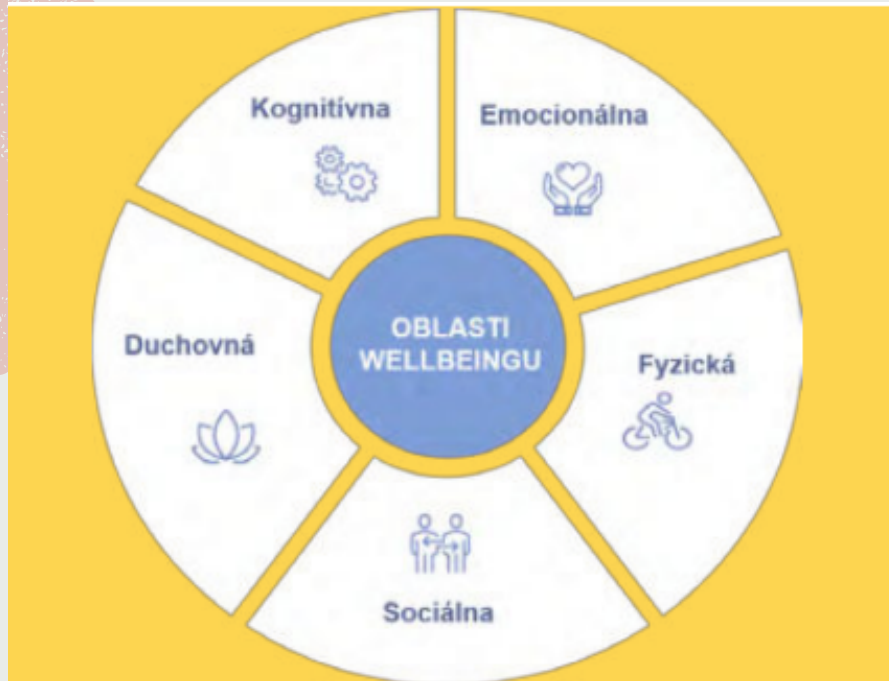 Kognitívna
Emocionálna
Duchovná
OBLASTI
WELLBEINGU
Fyzická
Sociálna